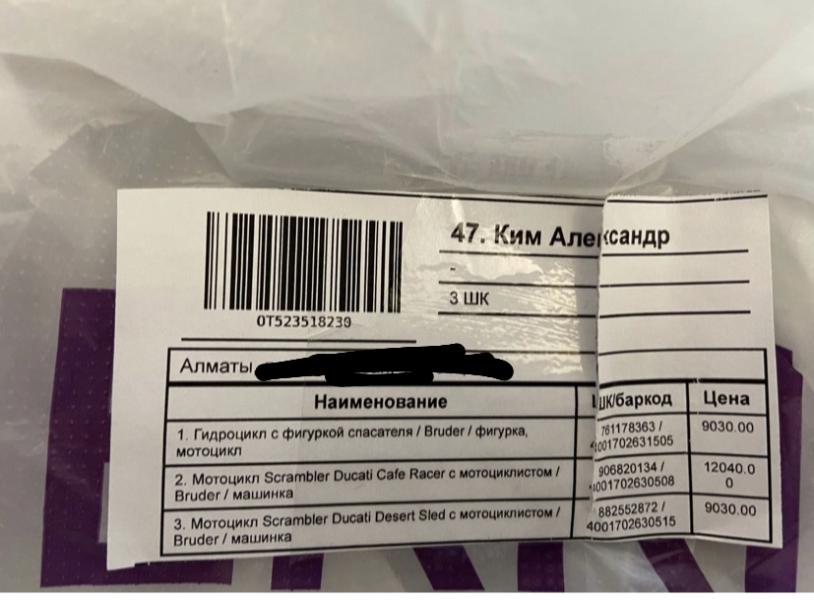 47. Ким Александр
-
3 ШК
0T523518239
Алматы
Наименование ШК/баркод Цена
1. Гидроцикл с фигуркой спасателя / Bruder / фигурка, 761178363 / 9030.00
мотоцикл 4001702631505
2. Мотоцикл Scrambler Ducati Cafe Racer с мотоциклистом / 906820134 / 12040.0
Bruder / машинка 4001702630508 0
3. Мотоцикл Scrambler Ducati Desert Sled с мотоциклистом / 882552872 / 9030.00
Bruder / машинка 4001702630515